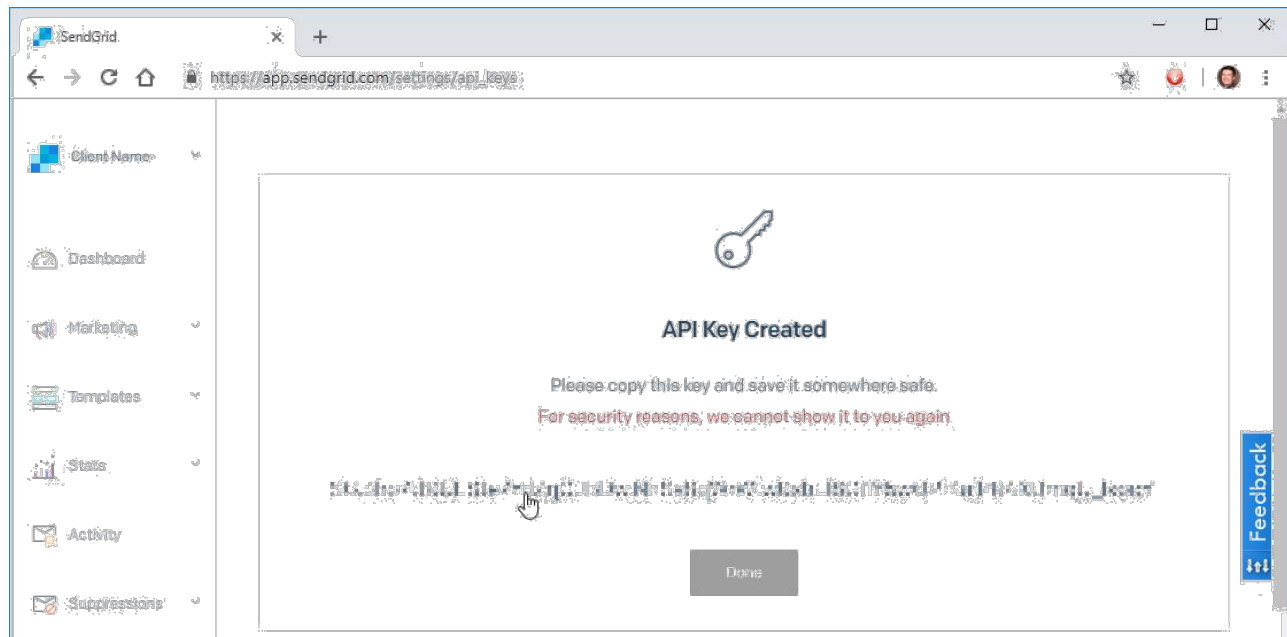 SendGrid
https://app.sendgrid.com/settings/api_keys
Client Name
Dashboard
Marketing
Templates
Stats
Activity
Suppressions
API Key Created
Please copy this key and save it somewhere safe.
For security reasons, we cannot show it to you again
Done
Feedback